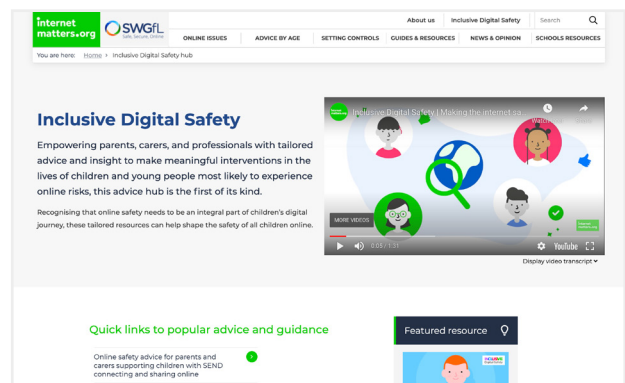 internet
matters.org
SWGfL
Safe, Secure, Online
About us
Inclusive Digital Safety
Search
ONLINE ISSUES
ADVICE BY AGE
SETTING CONTROLS
GUIDES & RESOURCES
NEWS & OPINION
SCHOOLS RESOURCES
You are here: Home › Inclusive Digital Safety hub
Inclusive Digital Safety
Empowering parents, carers, and professionals with tailored
advice and insight to make meaningful interventions in the
lives of children and young people most likely to experience
online risks, this advice hub is the first of its kind.
Recognising that online safety needs to be an integral part of children's digital
journey, these tailored resources can help shape the safety of all children online.
Inclusive Digital Safety | Making the internet sa
MORE VIDEOS
0:05 / 1:31
YouTube
Display video transcript
Quick links to popular advice and guidance
Online safety advice for parents and
carers supporting children with SEND
connecting and sharing online
Featured resource